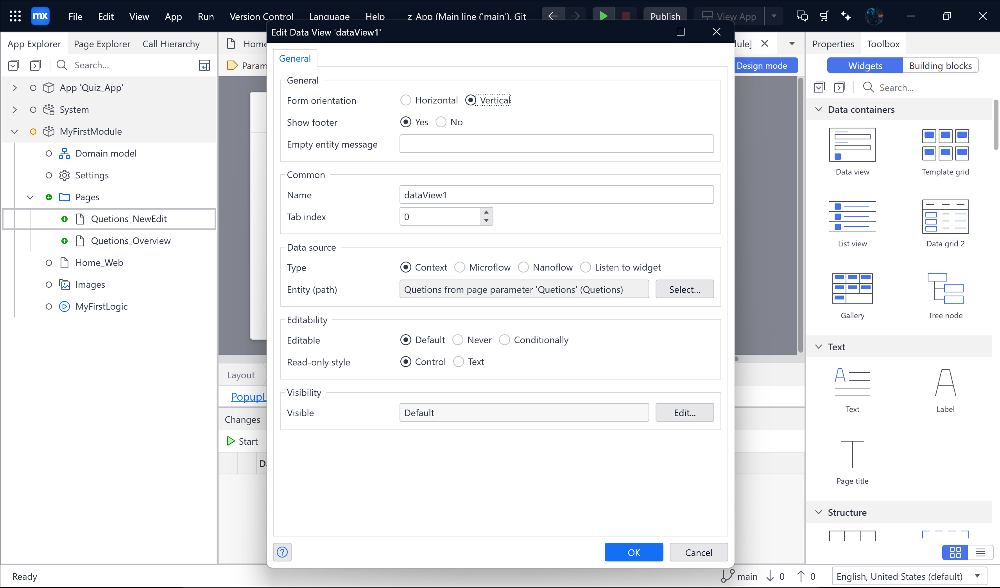 mx File Edit View App Run Version Control Language Help z_App (Main line ('main'), Git Publish View App
Edit Data View 'dataView1'
App Explorer Page Explorer Call Hierarchy
Search...
App 'Quiz_App'
System
MyFirstModule
Domain model
Settings
Pages
Quetions_NewEdit
Quetions_Overview
Home_Web
Images
MyFirstLogic
Layout
Changes
Start
General
General
Form orientation Horizontal Vertical
Show footer Yes No
Empty entity message
Common
Name dataView1
Tab index 0
Data source
Type Context Microflow Nanoflow Listen to widget
Entity (path) Quetions from page parameter 'Quetions' (Quetions) Select...
Editability
Editable Default Never Conditionally
Read-only style Control Text
Visibility
Visible Default Edit...
? OK Cancel
Design mode
Properties Toolbox
Widgets Building blocks
Search...
Data containers
Data view Template grid
List view Data grid 2
Gallery Tree node
Text
Text Label
Page title
Structure
Ready main 0 0 English, United States (default)